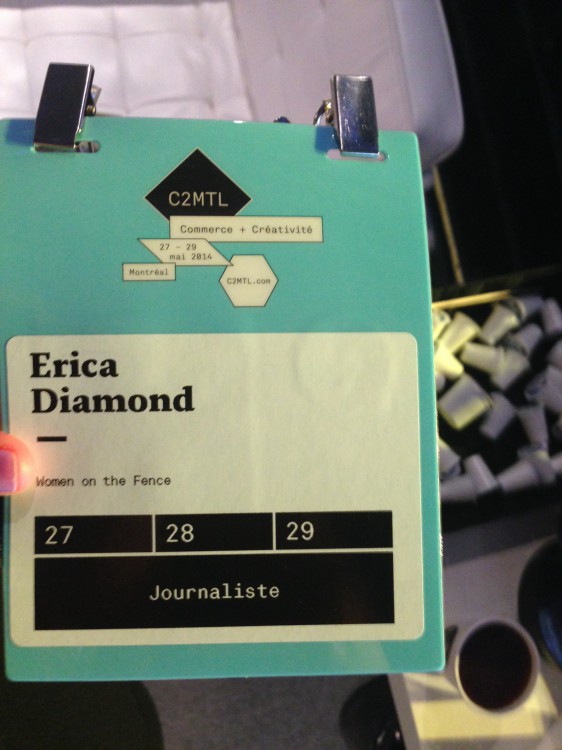 C2MTL
Commerce + Créativité
27 – 29
mai 2014
Montréal
C2MTL.com
Erica
Diamond
—
Women on the Fence
27 28 29
Journaliste